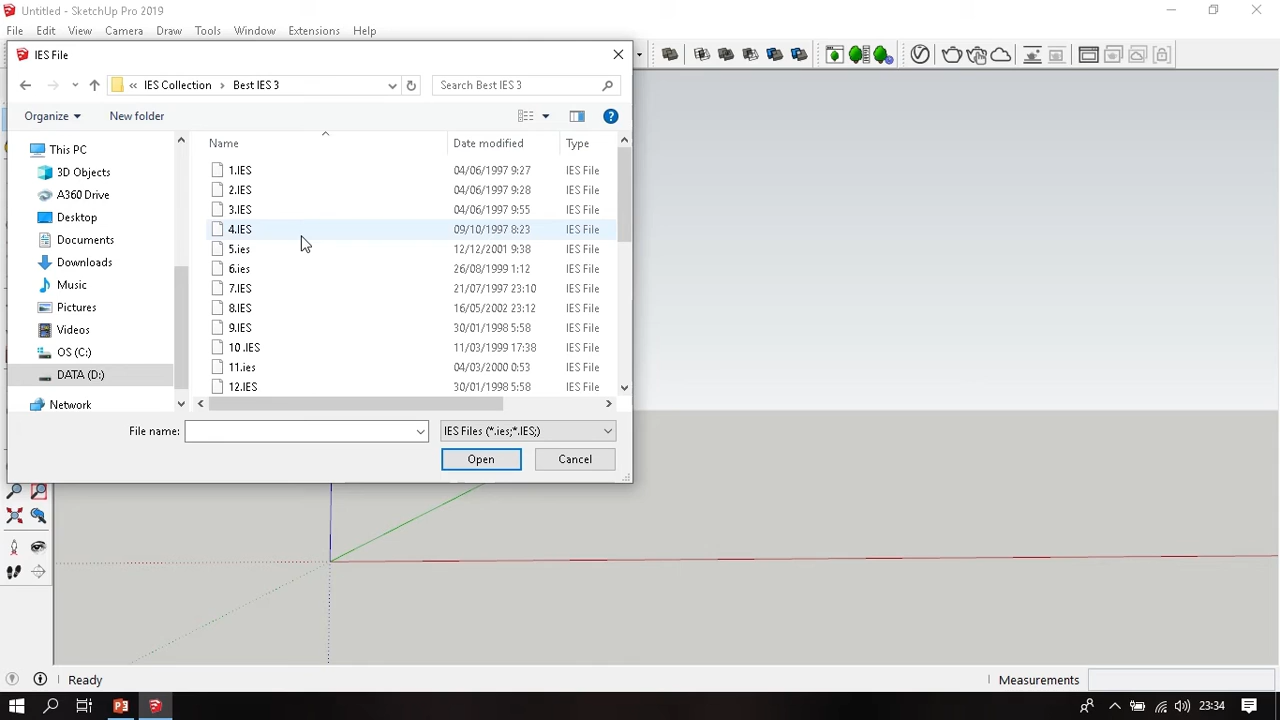 Untitled - SketchUp Pro 2019
File Edit View Camera Draw Tools Window Extensions Help
IES File
« IES Collection › Best IES 3
Search Best IES 3
Organize
New folder
Name Date modified Type
This PC
3D Objects
A360 Drive
Desktop
Documents
Downloads
Music
Pictures
Videos
OS (C:)
DATA (D:)
Network
1.IES 04/06/1997 9:27 IES File
2.IES 04/06/1997 9:28 IES File
3.IES 04/06/1997 9:55 IES File
4.IES 09/10/1997 8:23 IES File
5.ies 12/12/2001 9:38 IES File
6.ies 26/08/1999 1:12 IES File
7.IES 21/07/1997 23:10 IES File
8.IES 16/05/2002 23:12 IES File
9.IES 30/01/1998 5:58 IES File
10 .IES 11/03/1999 17:38 IES File
11.ies 04/03/2000 0:53 IES File
12.IES 30/01/1998 5:58 IES File
File name:
IES Files (*.ies;*.IES;)
Open
Cancel
Ready
Measurements
23:34